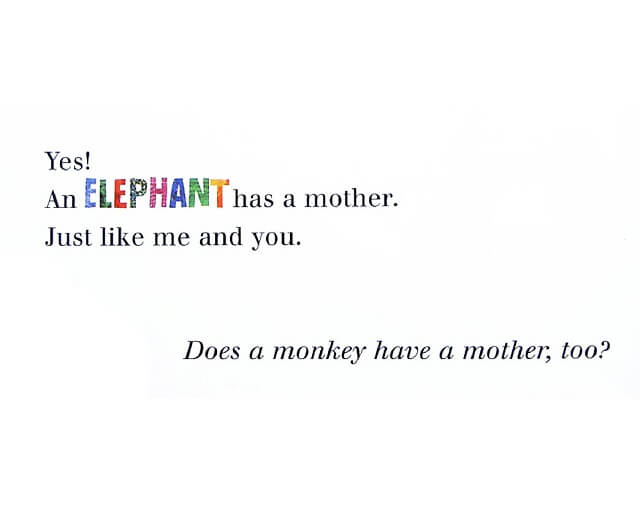 Yes!
An ELEPHANT has a mother.
Just like me and you.
Does a monkey have a mother, too?